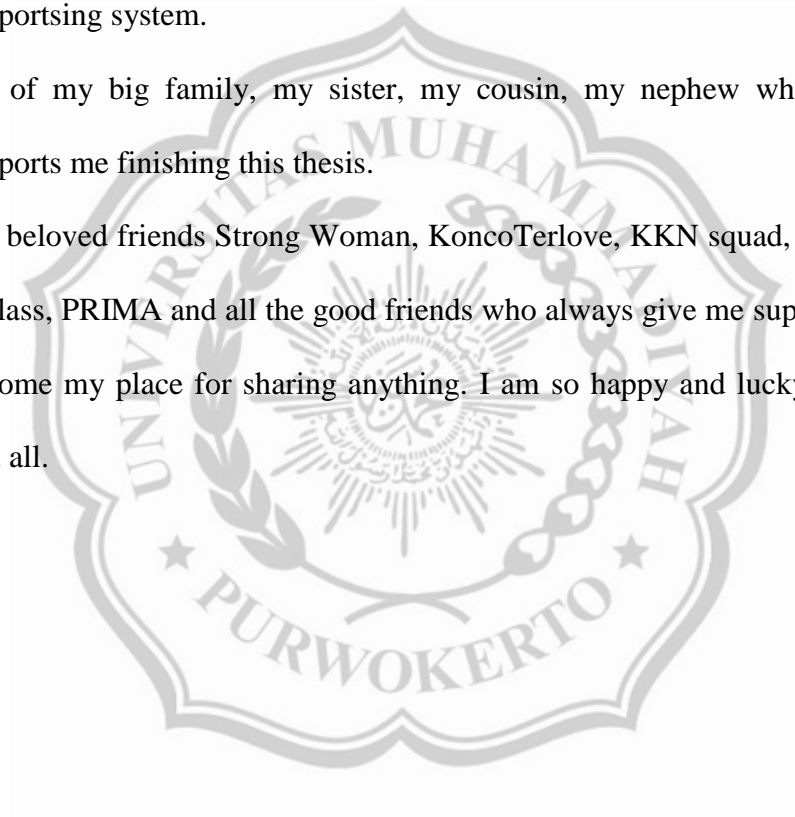 portsing system.
of my big family, my sister, my cousin, my nephew wh
ports me finishing this thesis.
beloved friends Strong Woman, KoncoTerlove, KKN squad,
lass, PRIMA and all the good friends who always give me sup
ome my place for sharing anything. I am so happy and lucky
all.
UNIVERSITAS MUHAMMADIYAH
PURWOKERTO